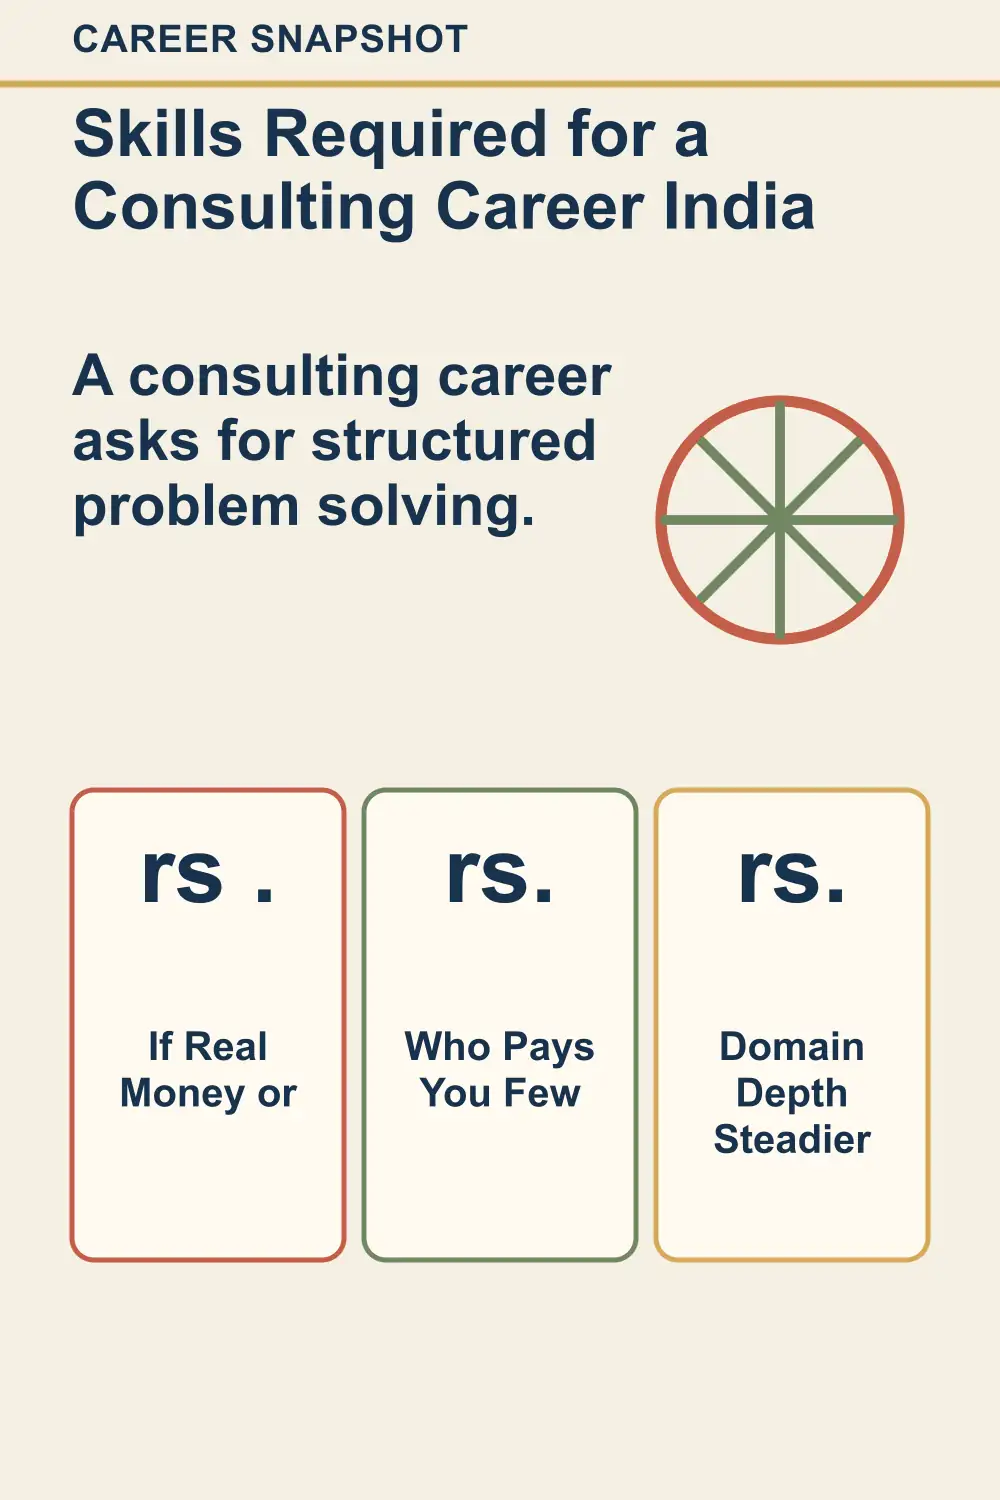 CAREER SNAPSHOT
Skills Required for a
Consulting Career India
A consulting career
asks for structured
problem solving.
rs .
If Real
Money or
rs.
Who Pays
You Few
rs.
Domain
Depth
Steadier